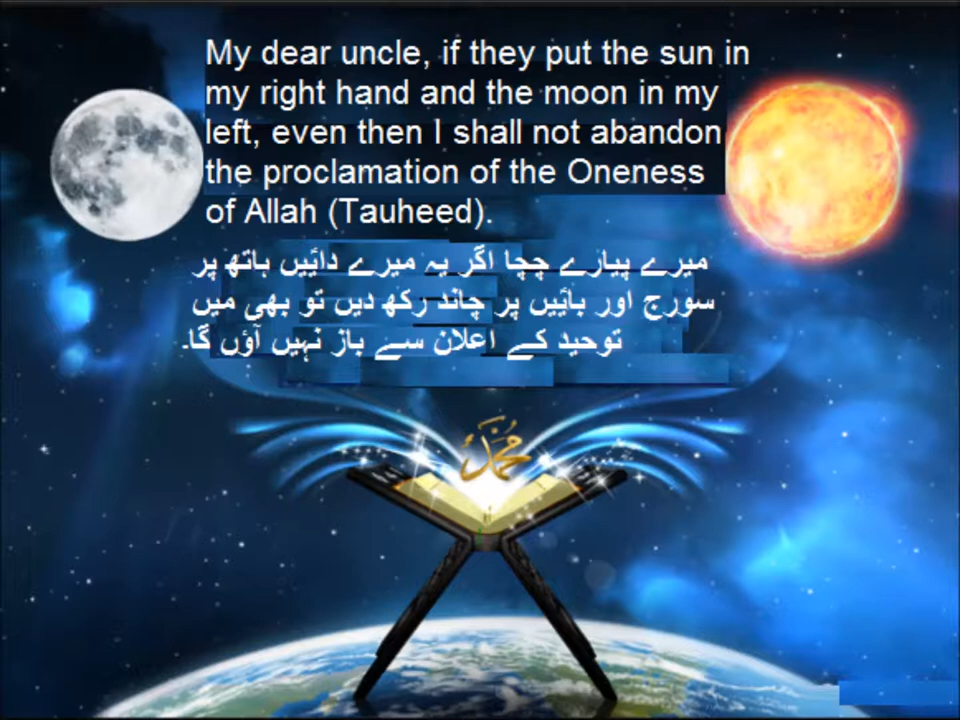 My dear uncle, if they put the sun in
my right hand and the moon in my
left, even then I shall not abandon
the proclamation of the Oneness
of Allah (Tauheed).
میرے پیارے چچا اگر یہ میرے دائیں ہاتھ پر
سورج اور بائیں پر چاند رکھ دیں تو بھی میں
توحید کے اعلان سے باز نہیں آؤں گا۔
محمد